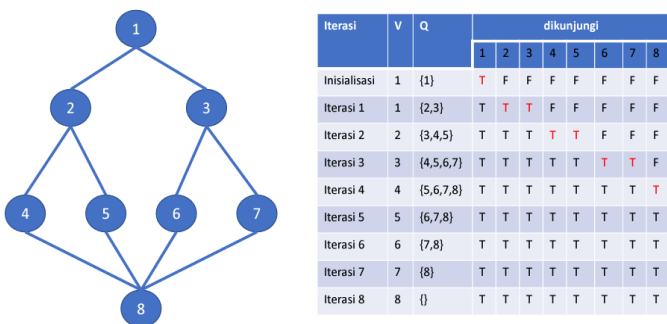 1
2 3
4 5 6 7
8
Iterasi V Q dikunjungi
1 2 3 4 5 6 7 8
Inisialisasi 1 {1} T F F F F F F F
Iterasi 1 1 {2,3} T T T F F F F F
Iterasi 2 2 {3,4,5} T T T T T F F F
Iterasi 3 3 {4,5,6,7} T T T T T T T F
Iterasi 4 4 {5,6,7,8} T T T T T T T T
Iterasi 5 5 {6,7,8} T T T T T T T T
Iterasi 6 6 {7,8} T T T T T T T T
Iterasi 7 7 {8} T T T T T T T T
Iterasi 8 8 {} T T T T T T T T